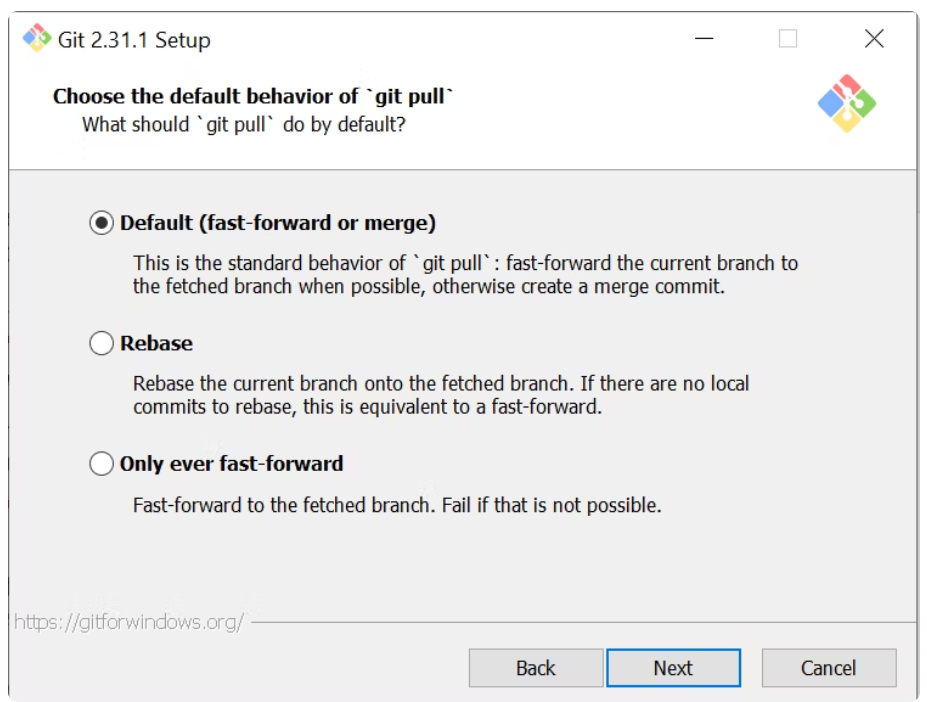 Git 2.31.1 Setup
Choose the default behavior of `git pull`
What should `git pull` do by default?
Default (fast-forward or merge)
This is the standard behavior of `git pull`: fast-forward the current branch to
the fetched branch when possible, otherwise create a merge commit.
Rebase
Rebase the current branch onto the fetched branch. If there are no local
commits to rebase, this is equivalent to a fast-forward.
Only ever fast-forward
Fast-forward to the fetched branch. Fail if that is not possible.
https://gitforwindows.org/
Back Next Cancel